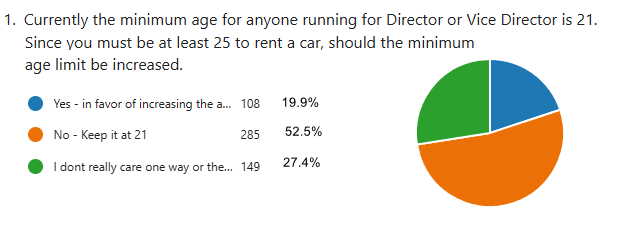 1. Currently the minimum age for anyone running for Director or Vice Director is 21.
Since you must be at least 25 to rent a car, should the minimum
age limit be increased.
Yes - in favor of increasing the a... 108 19.9%
No - Keep it at 21 285 52.5%
I dont really care one way or the... 149 27.4%